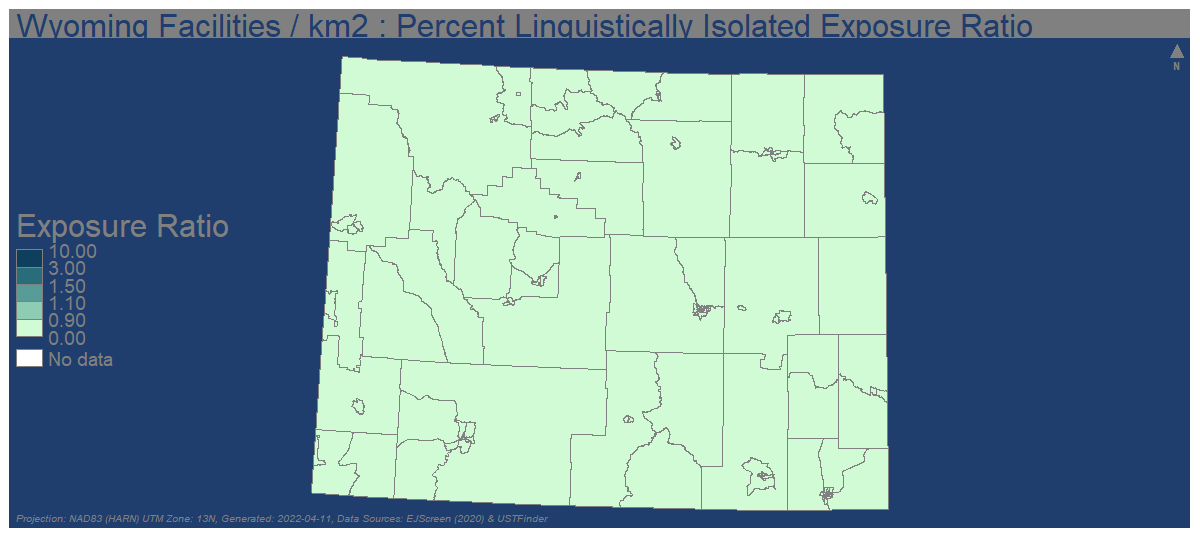 Wyoming Facilities / km2 : Percent Linguistically Isolated Exposure Ratio
N
Exposure Ratio
10.00
3.00
1.50
1.10
0.90
0.00
No data
Projection: NAD83 (HARN) UTM Zone: 13N, Generated: 2022-04-11, Data Sources: EJScreen (2020) & USTFinder